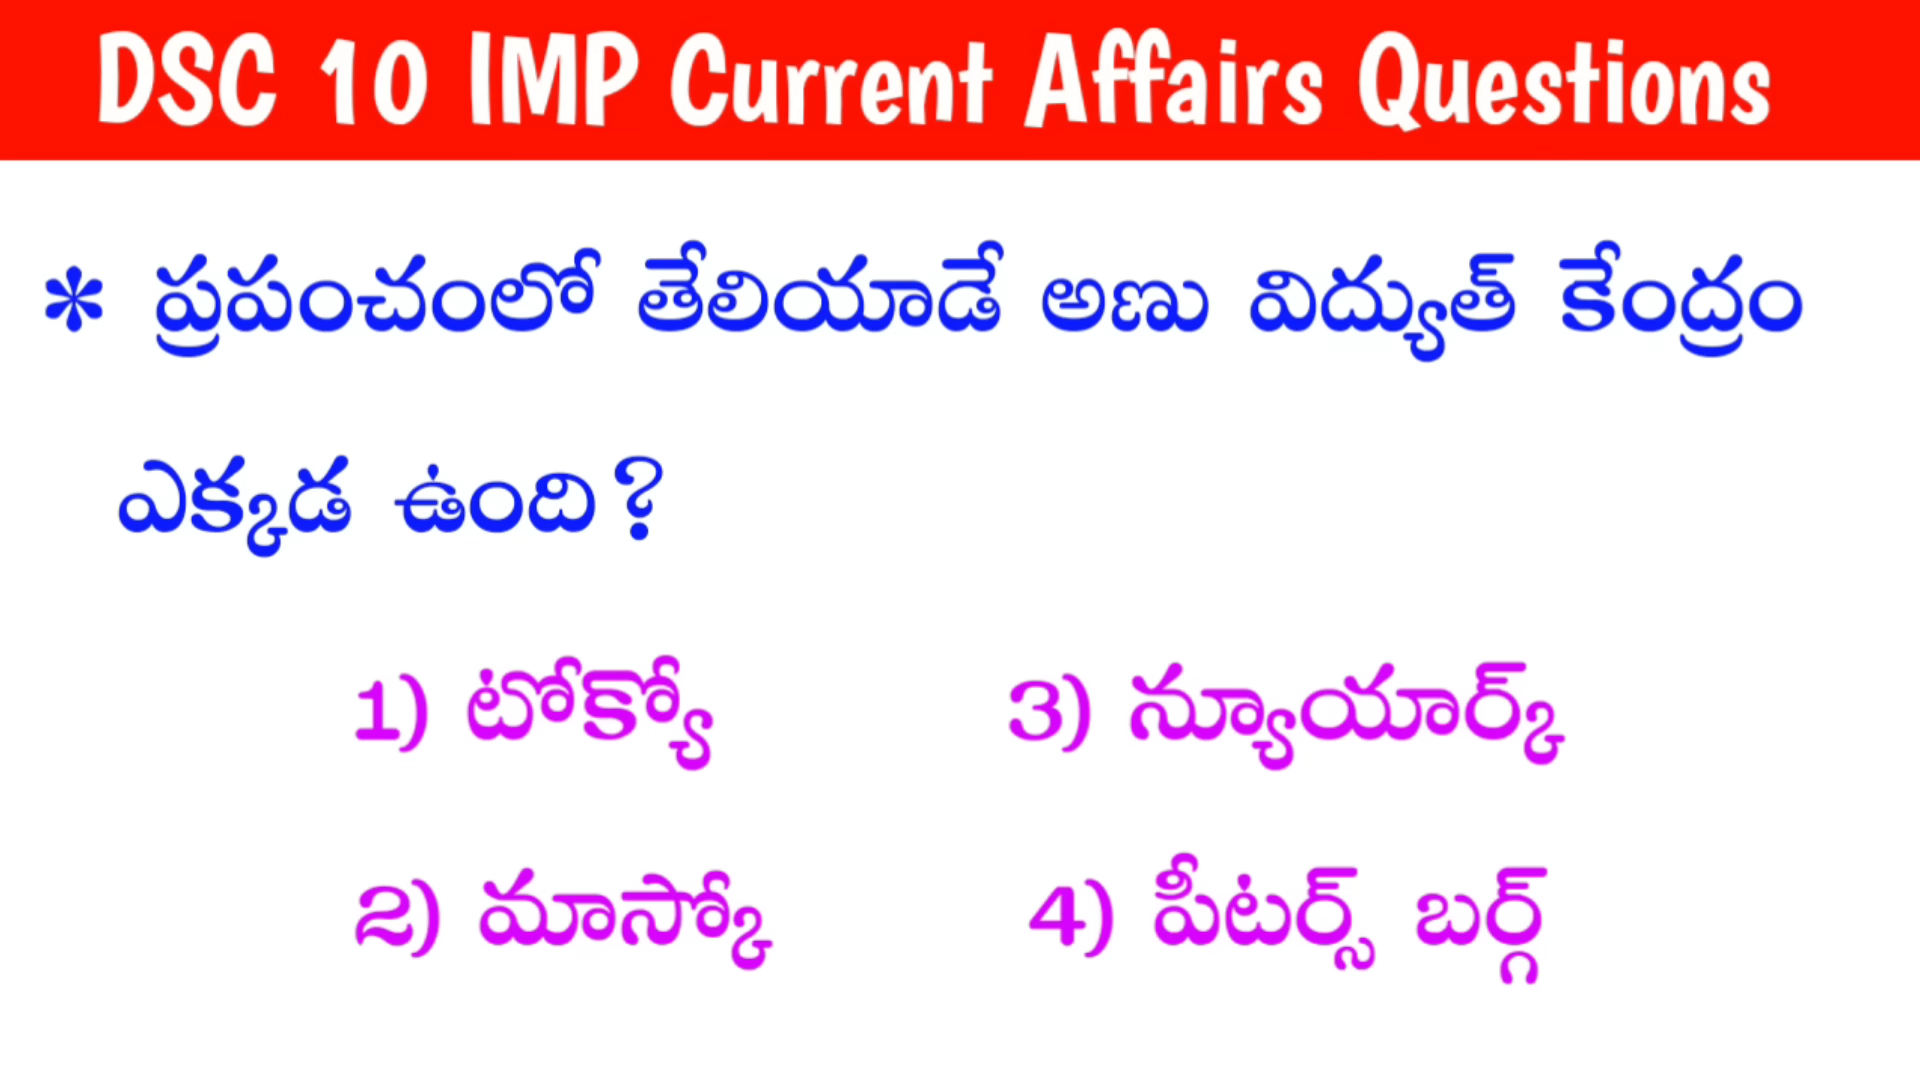 DSC 10 IMP Current Affairs Questions
* ప్రపంచంలో తేలియాడే అణు విద్యుత్ కేంద్రం
ఎక్కడ ఉంది?
1) టోక్యో 3) న్యూయార్క్
2) మాస్కో 4) పీటర్స్ బర్గ్